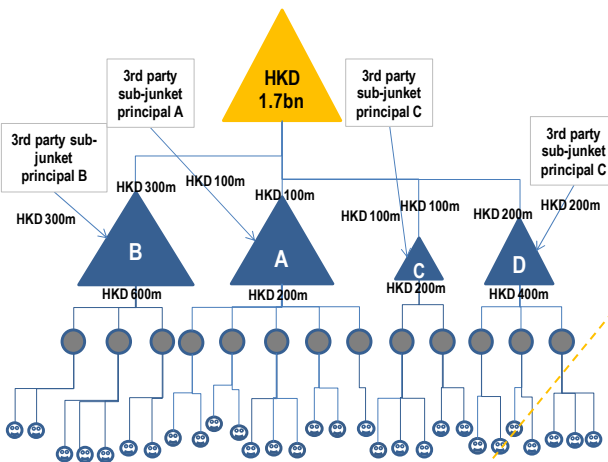 HKD
1.7bn
3rd party
sub-junket
principal A
3rd party
sub-junket
principal C
3rd party sub-
junket
principal B
3rd party
sub-junket
principal C
HKD 300m
HKD 300m
HKD 100m
HKD 100m
HKD 100m
HKD 100m
HKD 200m
HKD 200m
B
A
C
D
HKD 600m
HKD 200m
HKD 200m
HKD 400m